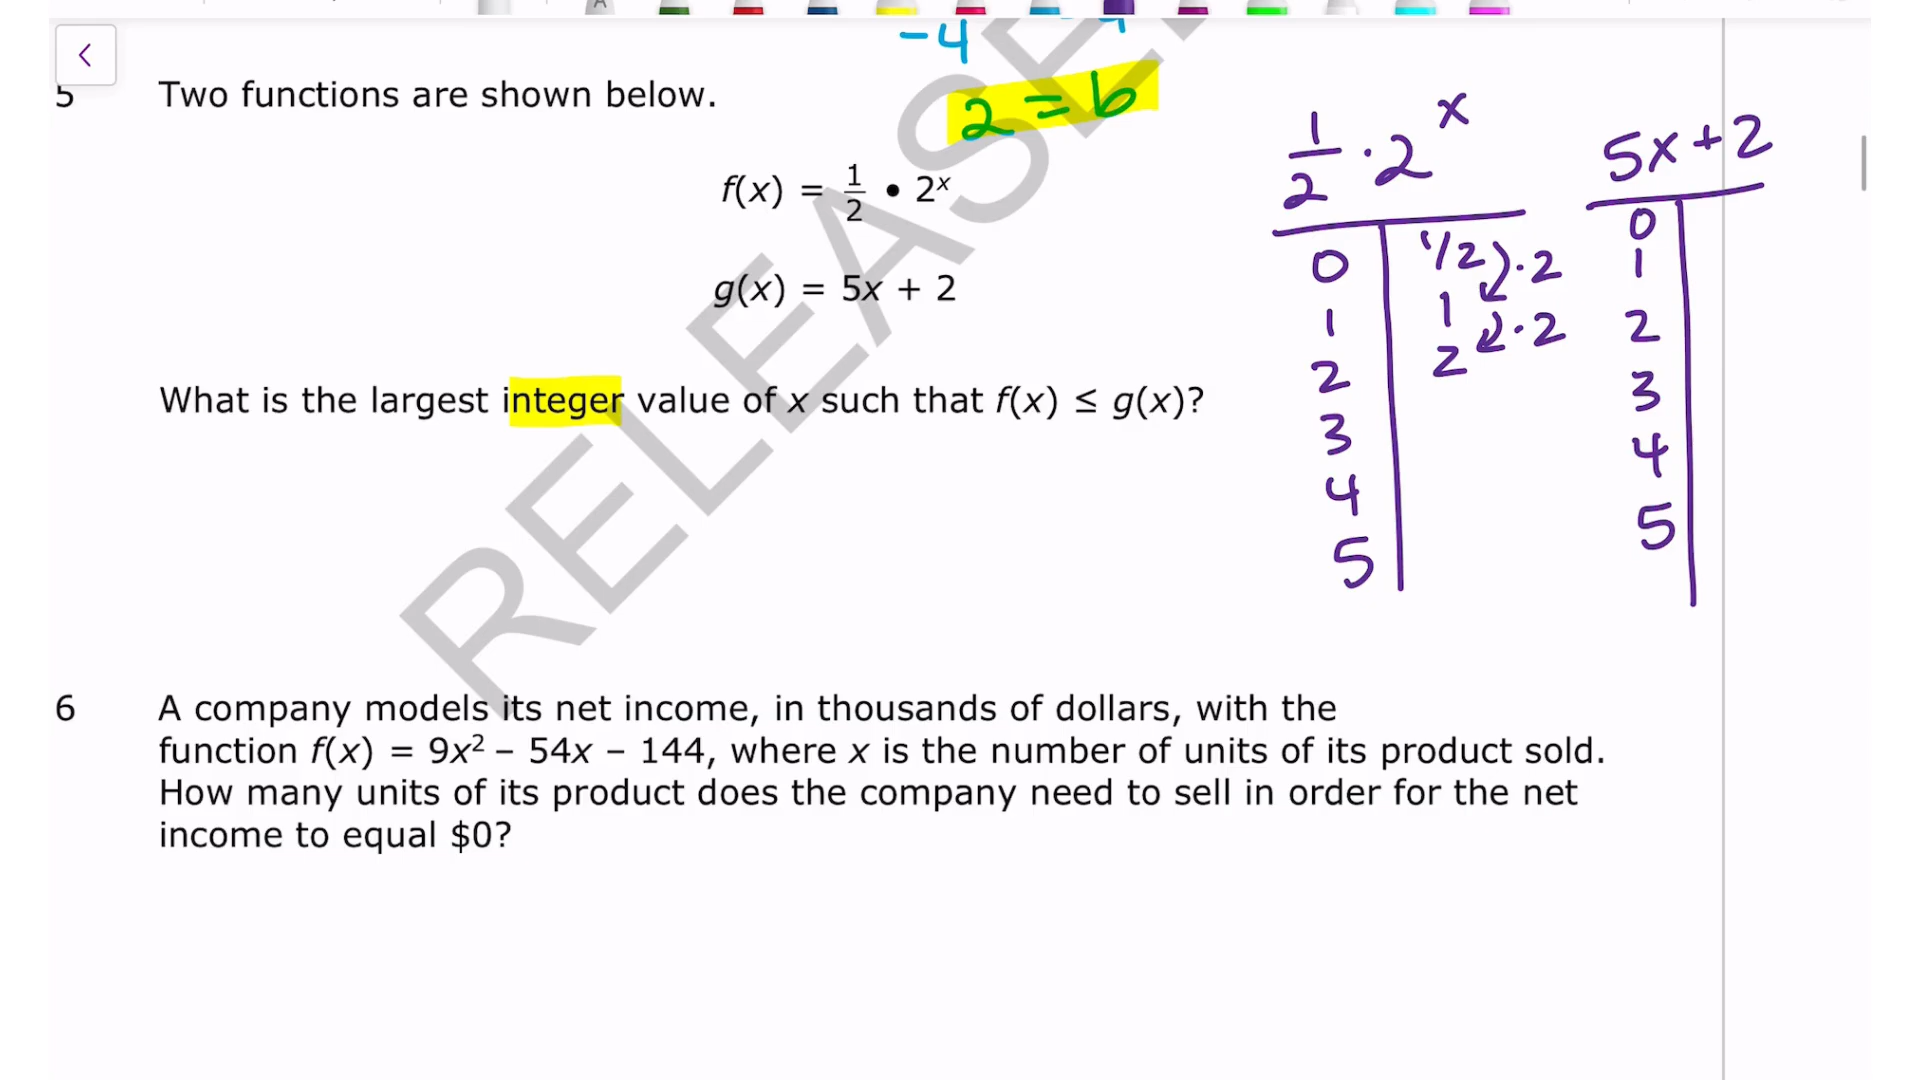 -4
2 = b
5 Two functions are shown below.
f(x) = 1/2 • 2ˣ
g(x) = 5x + 2
What is the largest integer value of x such that f(x) ≤ g(x)?
RELEASE
1/2 · 2ˣ
0 1/2 ·2
1 1 ·2
2 2
3
4
5
5x+2
0
1
2
3
4
5
6 A company models its net income, in thousands of dollars, with the
function f(x) = 9x² – 54x – 144, where x is the number of units of its product sold.
How many units of its product does the company need to sell in order for the net
income to equal $0?